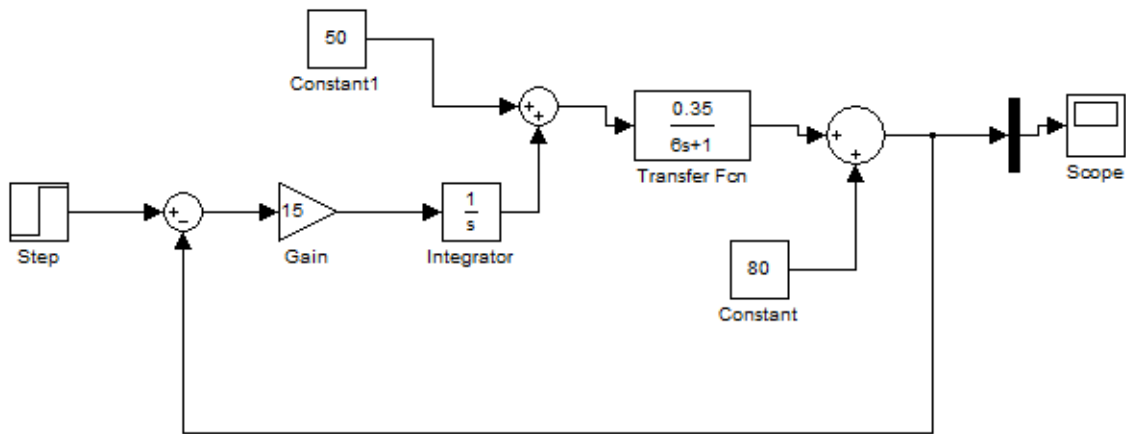 50
Constant1
+
+
0.35
6s+1
Transfer Fcn
+
+
Scope
+
−
15
1
s
Step
Gain
Integrator
80
Constant